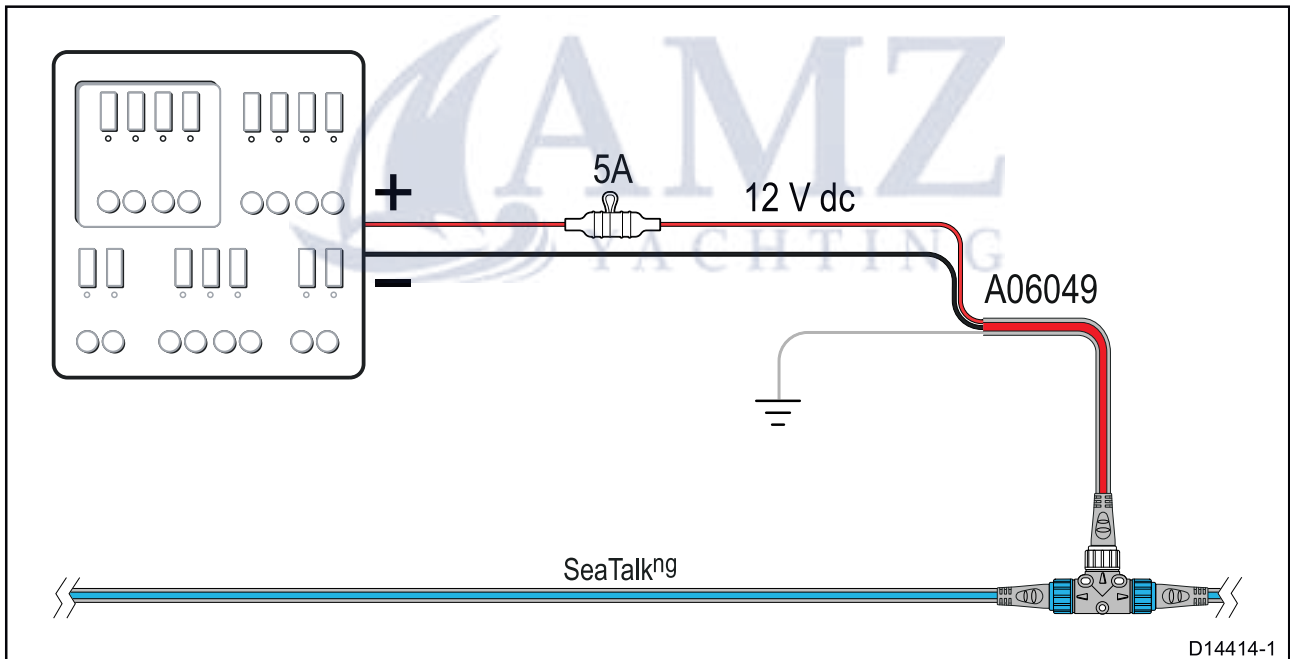 AMZ
YACHTING
+
5A
12 V dc
−
A06049
SeaTalkng
D14414-1